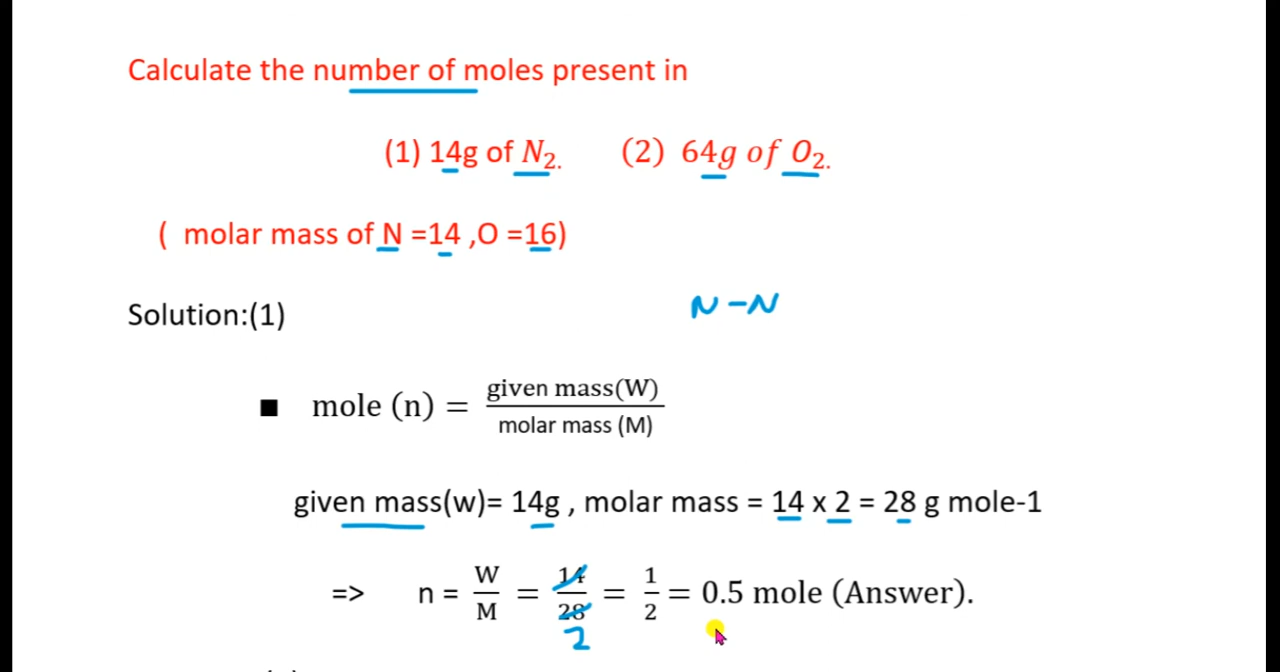 Calculate the number of moles present in
(1) 14g of N₂. (2) 64g of O₂.
( molar mass of N =14 ,O =16)
Solution:(1)
N-N
■ mole (n) = given mass(W) / molar mass (M)
given mass(w)= 14g , molar mass = 14 x 2 = 28 g mole-1
=> n = W/M = 14/28 = 1/2 = 0.5 mole (Answer).
2